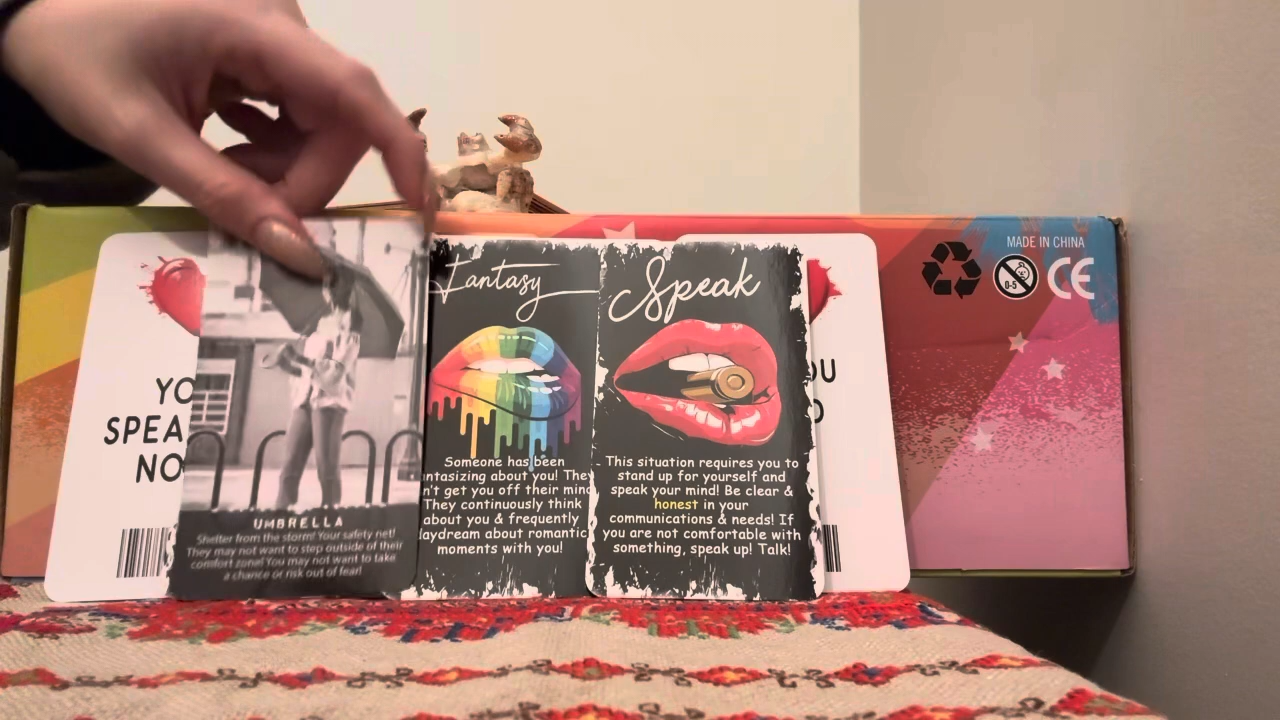 MADE IN CHINA
0-5
CE
YO
SPEA
NO
UMBRELLA
Shelter from the storm! Your safety net!
They may not want to step outside of their
comfort zone! You may not want to take
a chance or risk out of fear!
Fantasy
Someone has been
ntasizing about you! They
n't get you off their mind
They continuously think
about you & frequently
daydream about romantic
moments with you!
Speak
This situation requires you to
stand up for yourself and
speak your mind! Be clear &
honest in your
communications & needs! If
you are not comfortable with
something, speak up! Talk!
OU